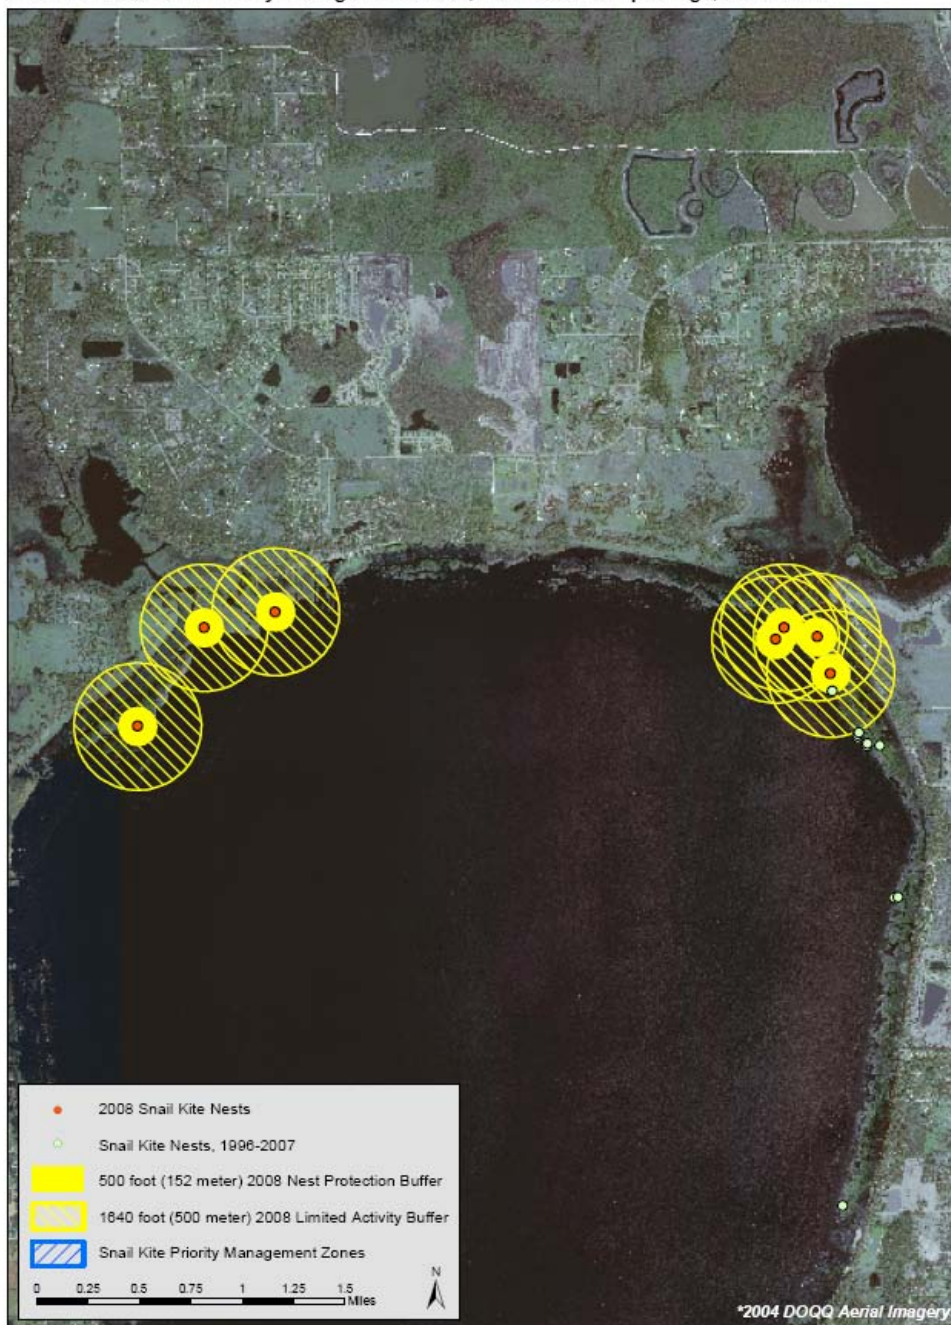 2008 Snail Kite Nests
Snail Kite Nests, 1996-2007
500 foot (152 meter) 2008 Nest Protection Buffer
1640 foot (500 meter) 2008 Limited Activity Buffer
Snail Kite Priority Management Zones
0 0.25 0.5 0.75 1 1.25 1.5
Miles
N
*2004 DOQQ Aerial Imagery